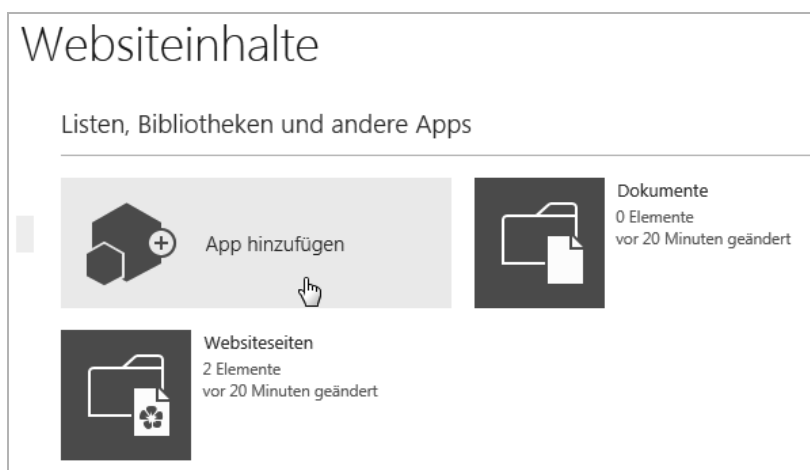 Websiteinhalte
Listen, Bibliotheken und andere Apps
App hinzufügen
Dokumente
0 Elemente
vor 20 Minuten geändert
Websiteseiten
2 Elemente
vor 20 Minuten geändert